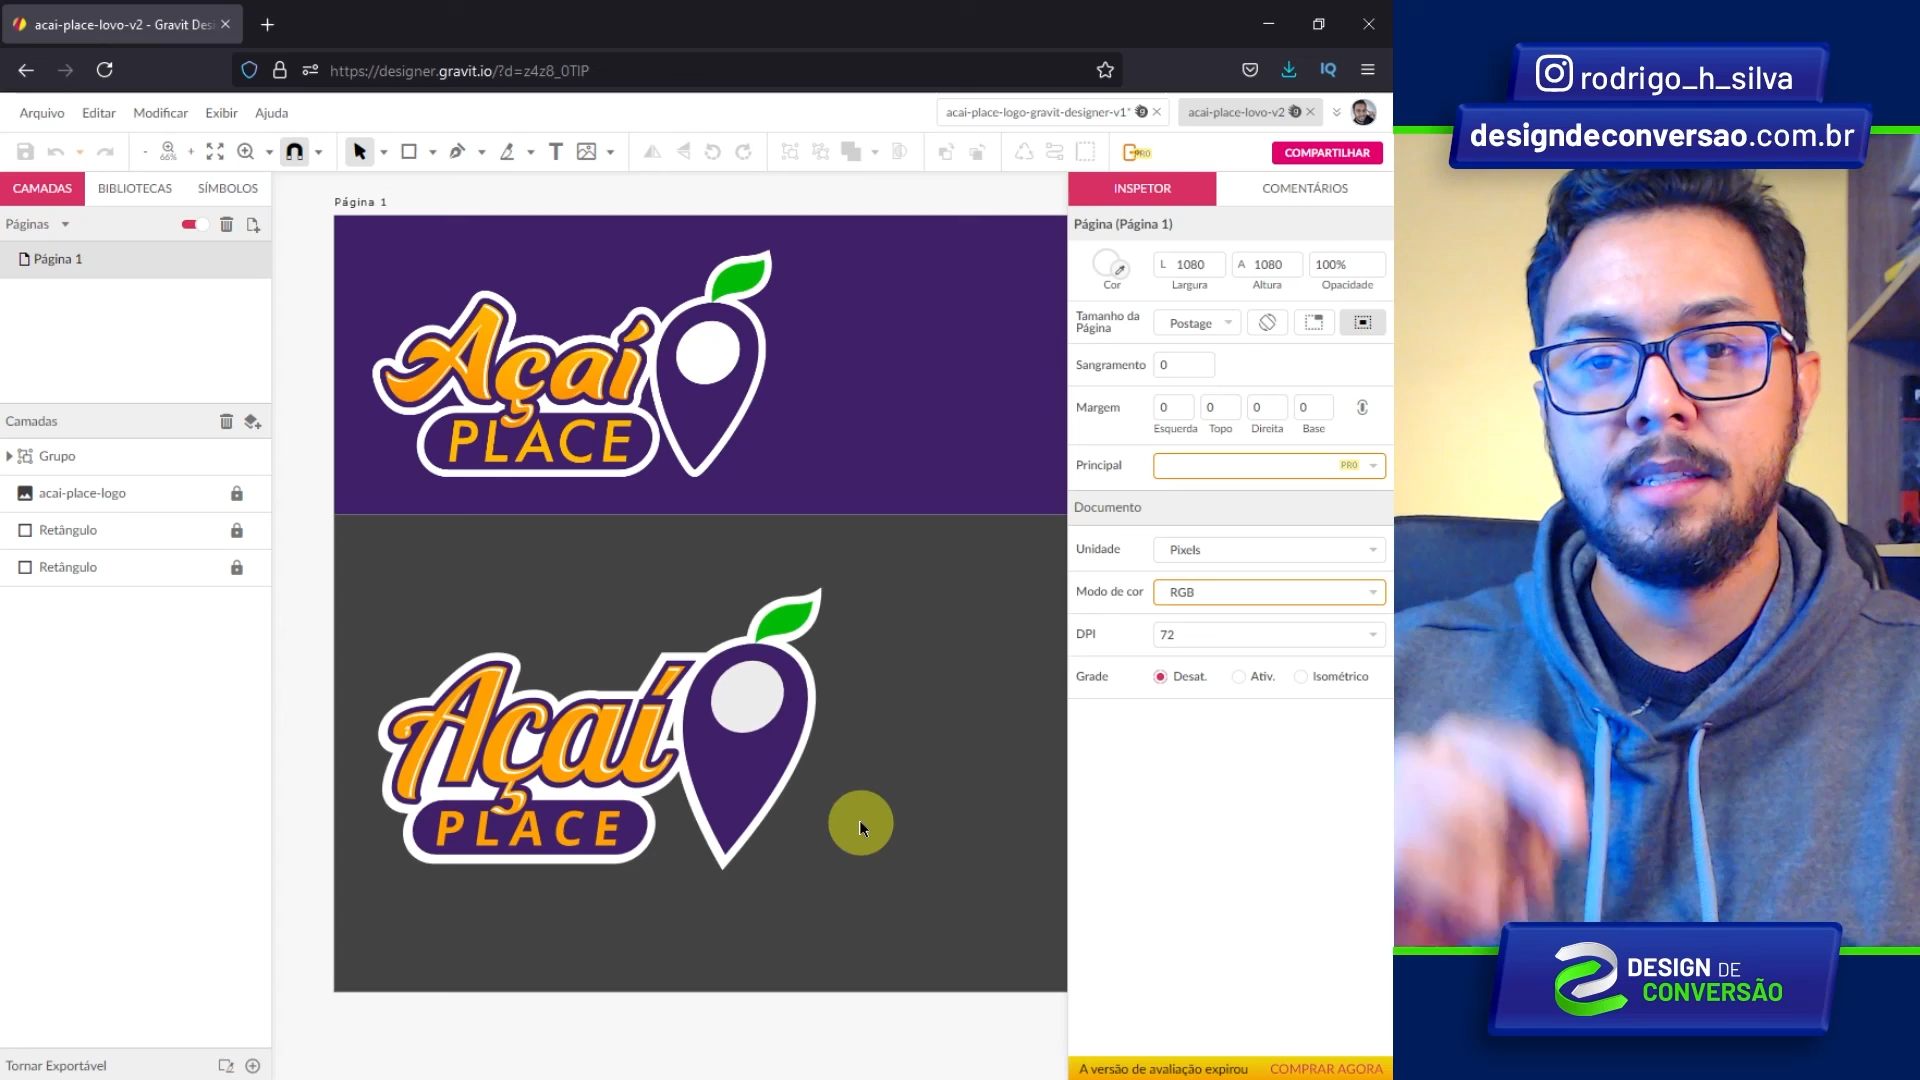 acai-place-lovo-v2 - Gravit Des
https://designer.gravit.io/?d=z4z8_0TlP
IQ
Arquivo Editar Modificar Exibir Ajuda
acai-place-logo-gravit-designer-v1*
acai-place-lovo-v2
66%
PRO
COMPARTILHAR
CAMADAS BIBLIOTECAS SÍMBOLOS
Páginas
Página 1
Camadas
Grupo
acai-place-logo
Retângulo
Retângulo
Tornar Exportável
Página 1
Açaí
PLACE
Açaí
PLACE
INSPETOR COMENTÁRIOS
Página (Página 1)
L 1080 A 1080 100%
Cor Largura Altura Opacidade
Tamanho da
Página
Postage
Sangramento 0
Margem 0 0 0 0
Esquerda Topo Direita Base
Principal PRO
Documento
Unidade Pixels
Modo de cor RGB
DPI 72
Grade Desat. Ativ. Isométrico
A versão de avaliação expirou COMPRAR AGORA
rodrigo_h_silva
designdeconversao.com.br
DESIGN DE
CONVERSÃO